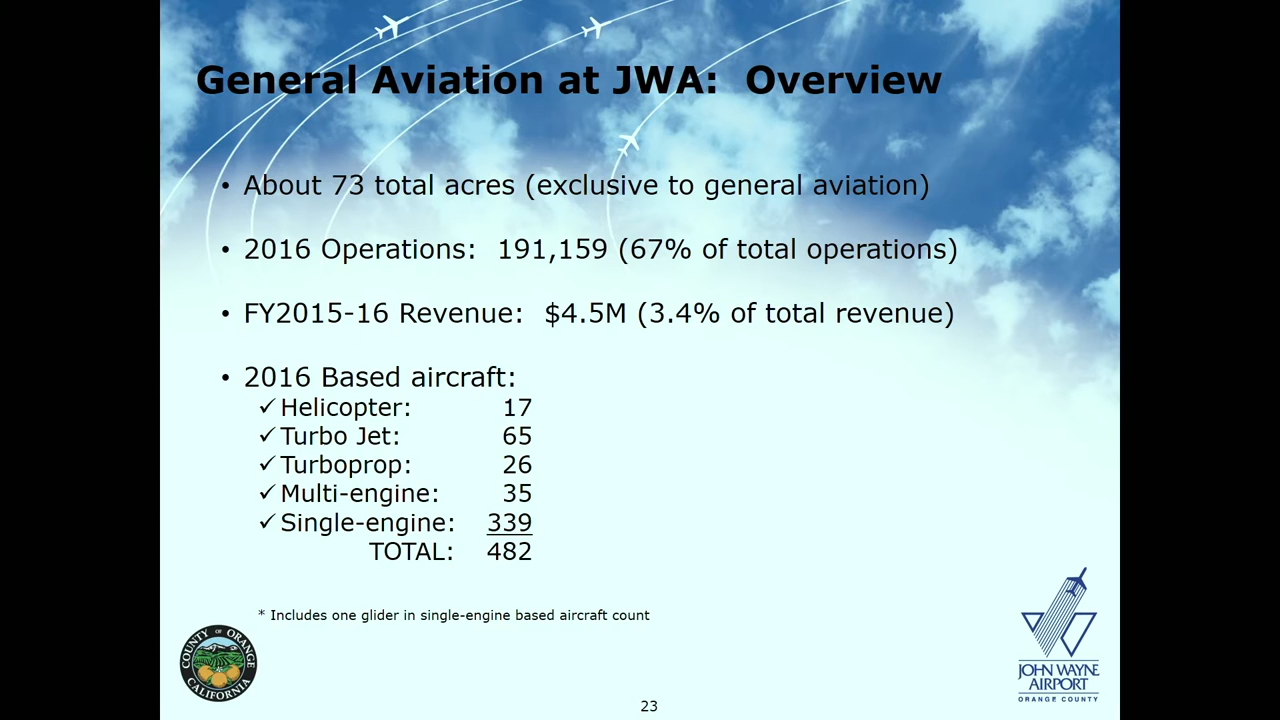 General Aviation at JWA:  Overview
• About 73 total acres (exclusive to general aviation)
• 2016 Operations:  191,159 (67% of total operations)
• FY2015-16 Revenue:  $4.5M (3.4% of total revenue)
• 2016 Based aircraft:
✓ Helicopter: 17
✓ Turbo Jet: 65
✓ Turboprop: 26
✓ Multi-engine: 35
✓ Single-engine: 339
TOTAL: 482
* Includes one glider in single-engine based aircraft count
COUNTY OF ORANGE
CALIFORNIA
JOHN WAYNE
AIRPORT
ORANGE COUNTY
23